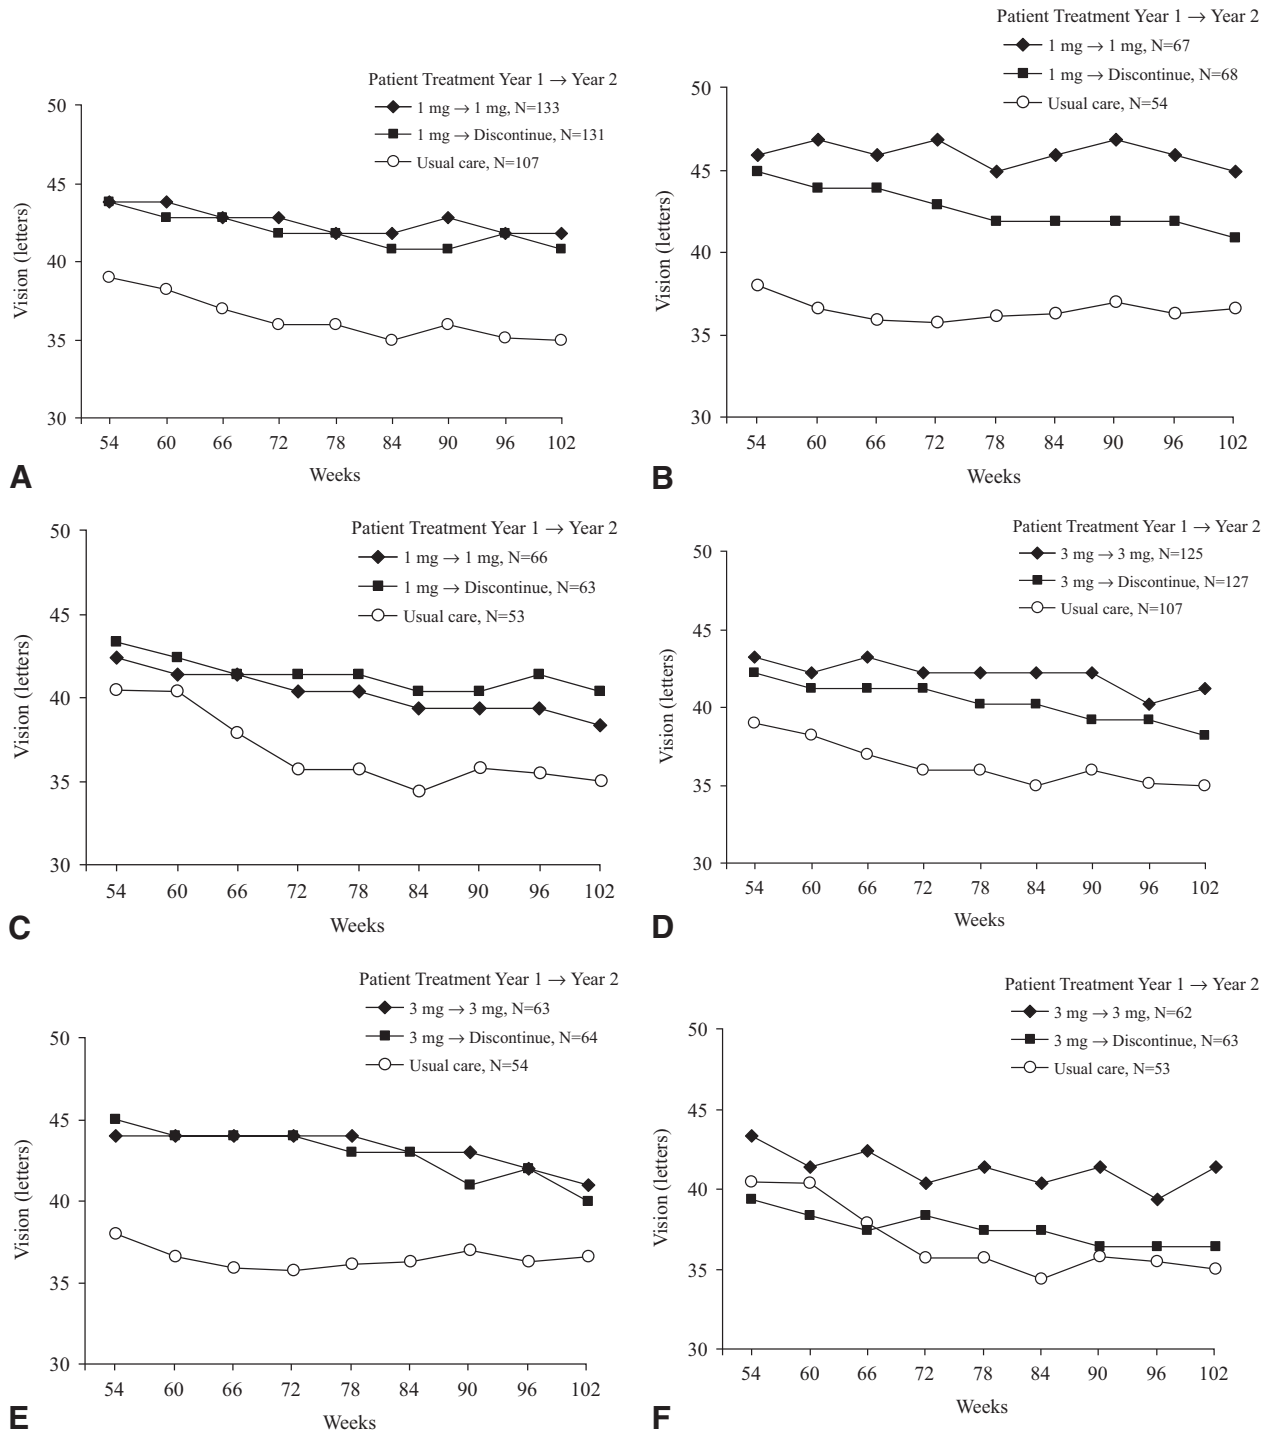 Patient Treatment Year 1 → Year 2
1 mg → 1 mg, N=133
1 mg → Discontinue, N=131
Usual care, N=107
50
45
40
35
30
Vision (letters)
54 60 66 72 78 84 90 96 102
Weeks
A
Patient Treatment Year 1 → Year 2
1 mg → 1 mg, N=67
1 mg → Discontinue, N=68
Usual care, N=54
50
45
40
35
30
Vision (letters)
54 60 66 72 78 84 90 96 102
Weeks
B
Patient Treatment Year 1 → Year 2
1 mg → 1 mg, N=66
1 mg → Discontinue, N=63
Usual care, N=53
50
45
40
35
30
Vision (letters)
54 60 66 72 78 84 90 96 102
Weeks
C
Patient Treatment Year 1 → Year 2
3 mg → 3 mg, N=125
3 mg → Discontinue, N=127
Usual care, N=107
50
45
40
35
30
Vision (letters)
54 60 66 72 78 84 90 96 102
Weeks
D
Patient Treatment Year 1 → Year 2
3 mg → 3 mg, N=63
3 mg → Discontinue, N=64
Usual care, N=54
50
45
40
35
30
Vision (letters)
54 60 66 72 78 84 90 96 102
Weeks
E
Patient Treatment Year 1 → Year 2
3 mg → 3 mg, N=62
3 mg → Discontinue, N=63
Usual care, N=53
50
45
40
35
30
Vision (letters)
54 60 66 72 78 84 90 96 102
Weeks
F